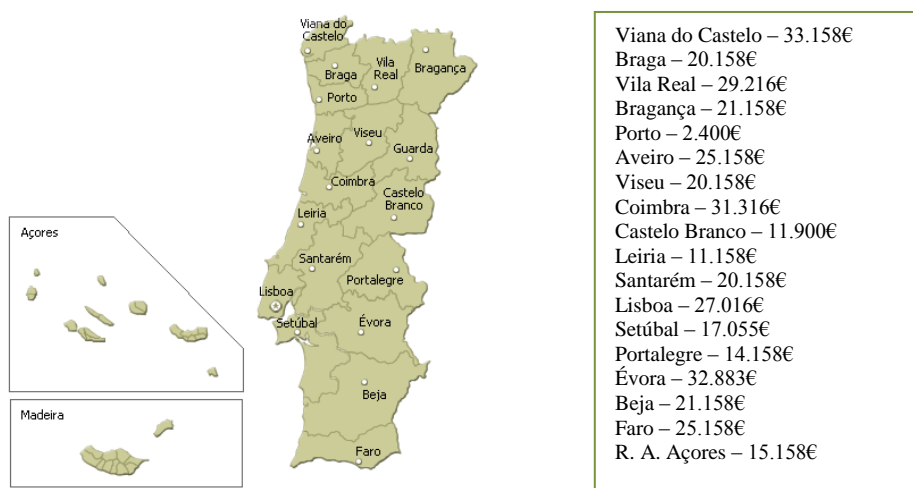 Viana do
Castelo
Braga
Vila
Real
Bragança
Porto
Aveiro
Viseu
Guarda
Coimbra
Castelo
Branco
Leiria
Santarém
Portalegre
Lisboa
Setúbal
Évora
Beja
Faro
Açores
Madeira
Viana do Castelo – 33.158€
Braga – 20.158€
Vila Real – 29.216€
Bragança – 21.158€
Porto – 2.400€
Aveiro – 25.158€
Viseu – 20.158€
Coimbra – 31.316€
Castelo Branco – 11.900€
Leiria – 11.158€
Santarém – 20.158€
Lisboa – 27.016€
Setúbal – 17.055€
Portalegre – 14.158€
Évora – 32.883€
Beja – 21.158€
Faro – 25.158€
R. A. Açores – 15.158€